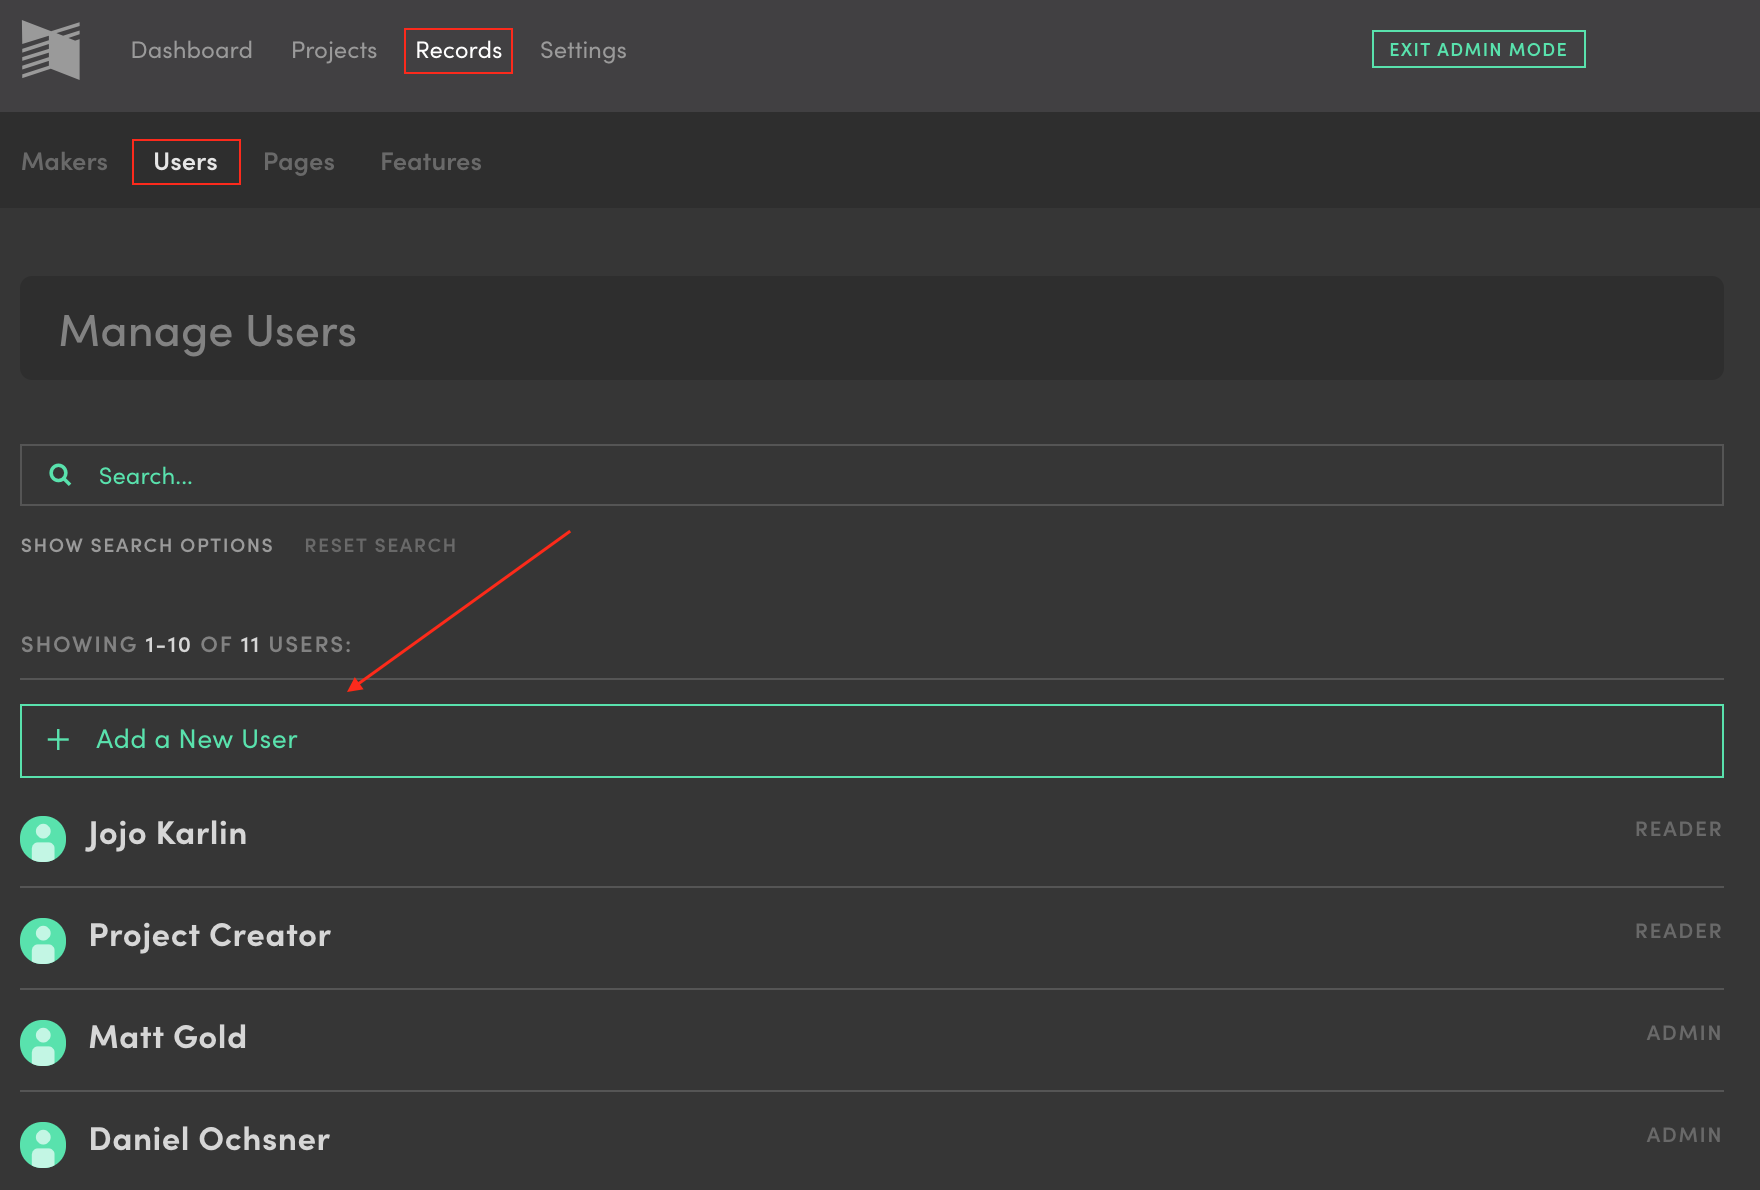 Dashboard Projects Records Settings EXIT ADMIN MODE
Makers Users Pages Features
Manage Users
Search...
SHOW SEARCH OPTIONS RESET SEARCH
SHOWING 1-10 OF 11 USERS:
+ Add a New User
Jojo Karlin READER
Project Creator READER
Matt Gold ADMIN
Daniel Ochsner ADMIN